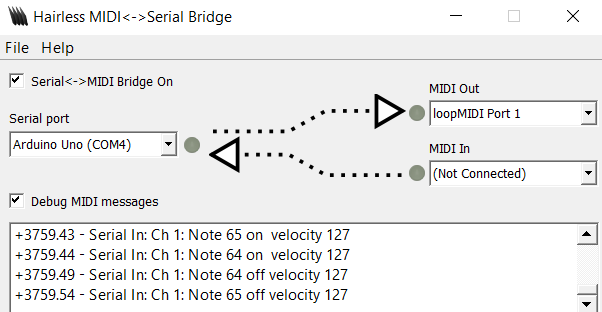 Hairless MIDI<->Serial Bridge
File Help
Serial<->MIDI Bridge On
MIDI Out
Serial port
loopMIDI Port 1
Arduino Uno (COM4)
MIDI In
(Not Connected)
Debug MIDI messages
+3759.43 - Serial In: Ch 1: Note 65 on  velocity 127
+3759.44 - Serial In: Ch 1: Note 64 on  velocity 127
+3759.49 - Serial In: Ch 1: Note 64 off velocity 127
+3759.54 - Serial In: Ch 1: Note 65 off velocity 127